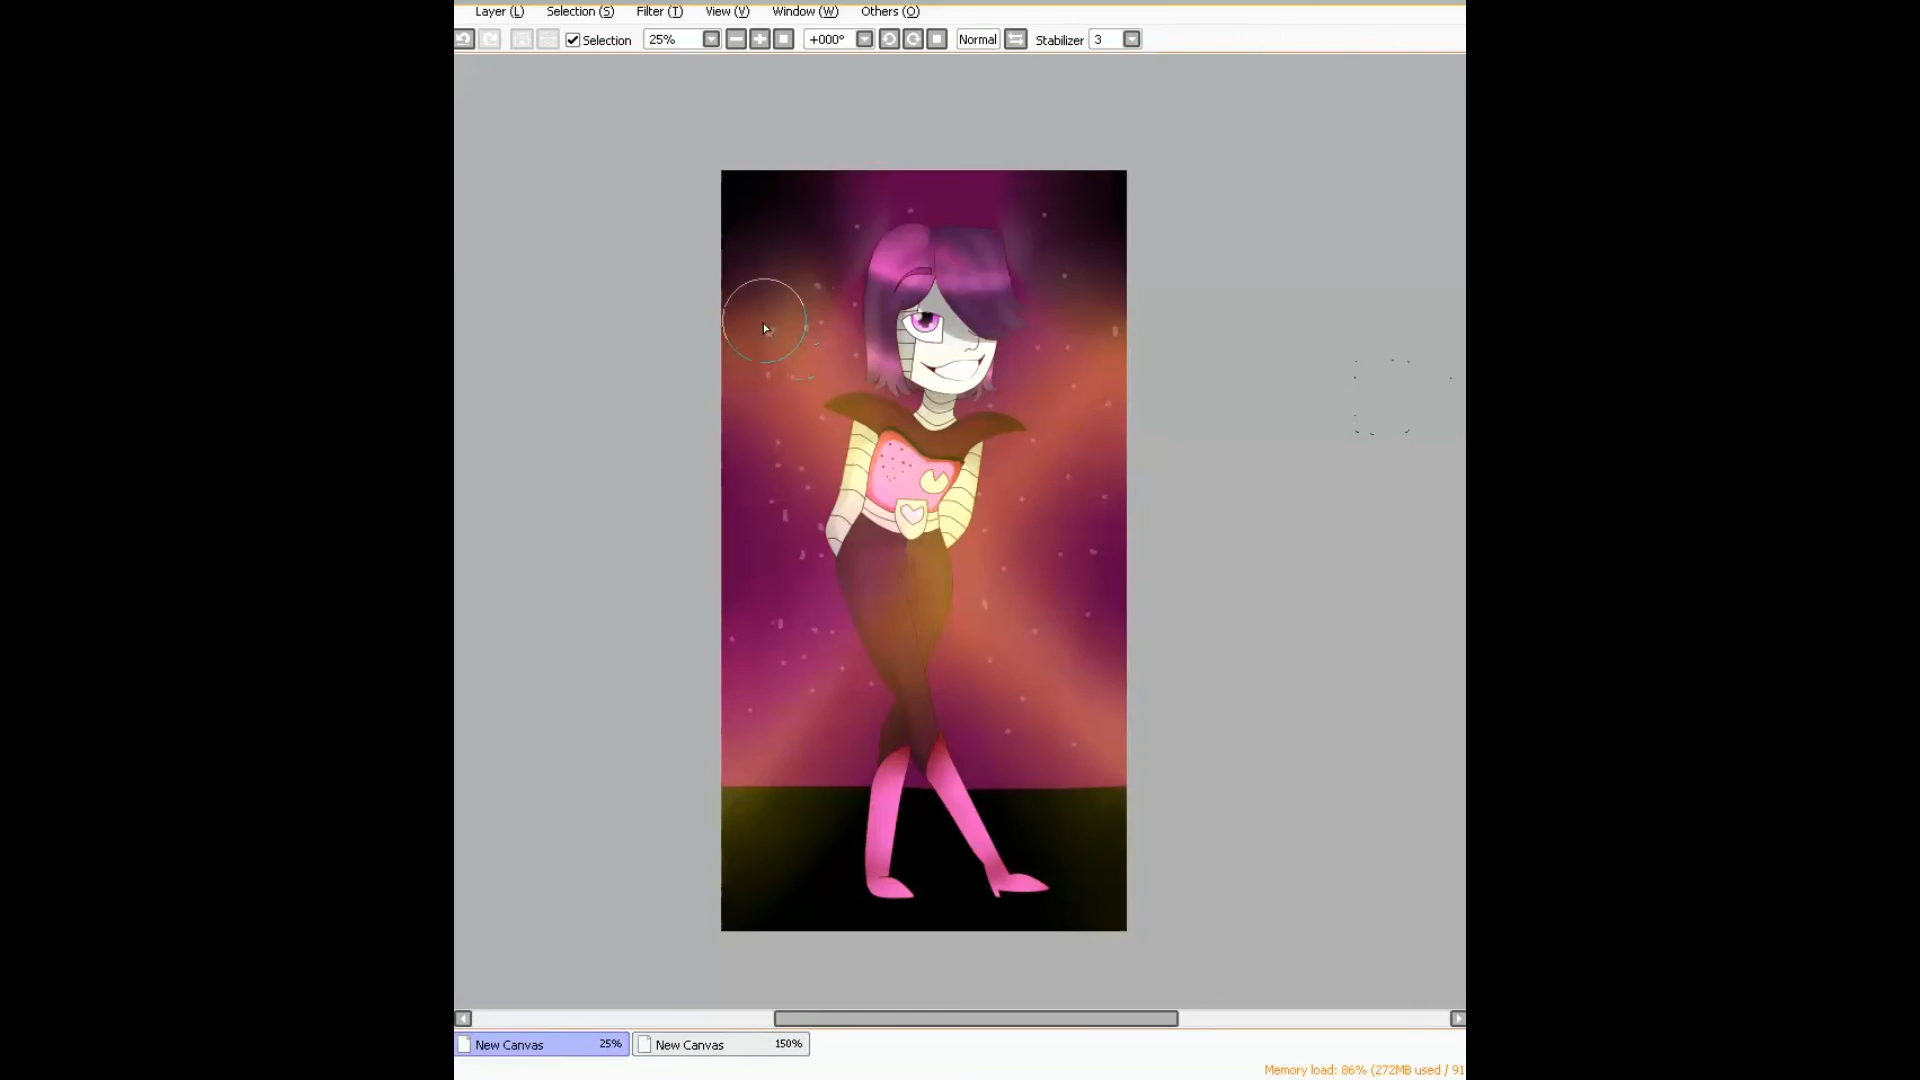 Layer (L) Selection (S) Filter (T) View (V) Window (W) Others (O)
Selection 25% +000° Normal Stabilizer 3
New Canvas 25% New Canvas 150%
Memory load: 86% (272MB used / 91